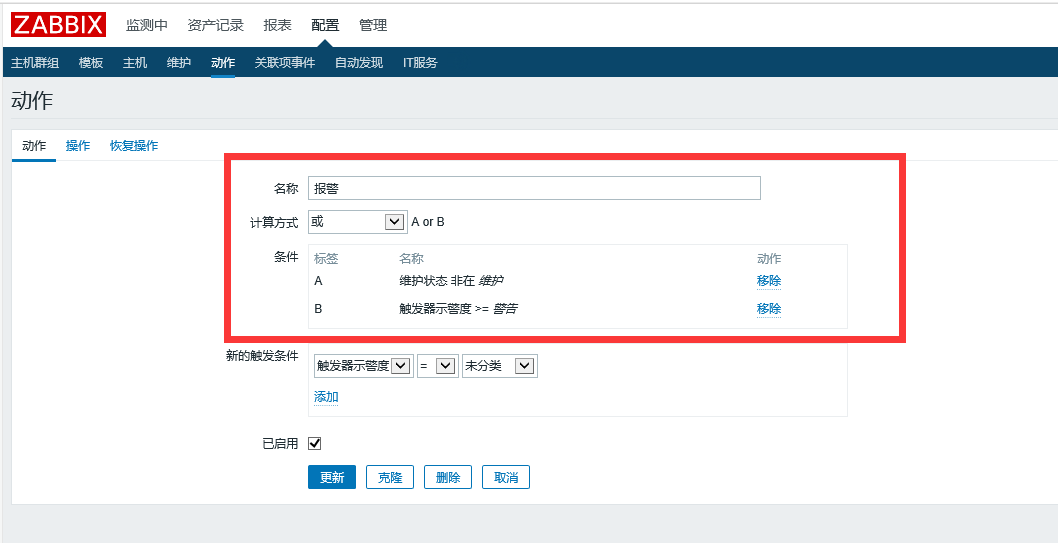 ZABBIX 监测中 资产记录 报表 配置 管理
主机群组 模板 主机 维护 动作 关联项事件 自动发现 IT服务
动作
动作 操作 恢复操作
名称 报警
计算方式 或 A or B
条件 标签 名称 动作
A 维护状态 非在 维护 移除
B 触发器示警度 >= 警告 移除
新的触发条件 触发器示警度 = 未分类
添加
已启用
更新 克隆 删除 取消